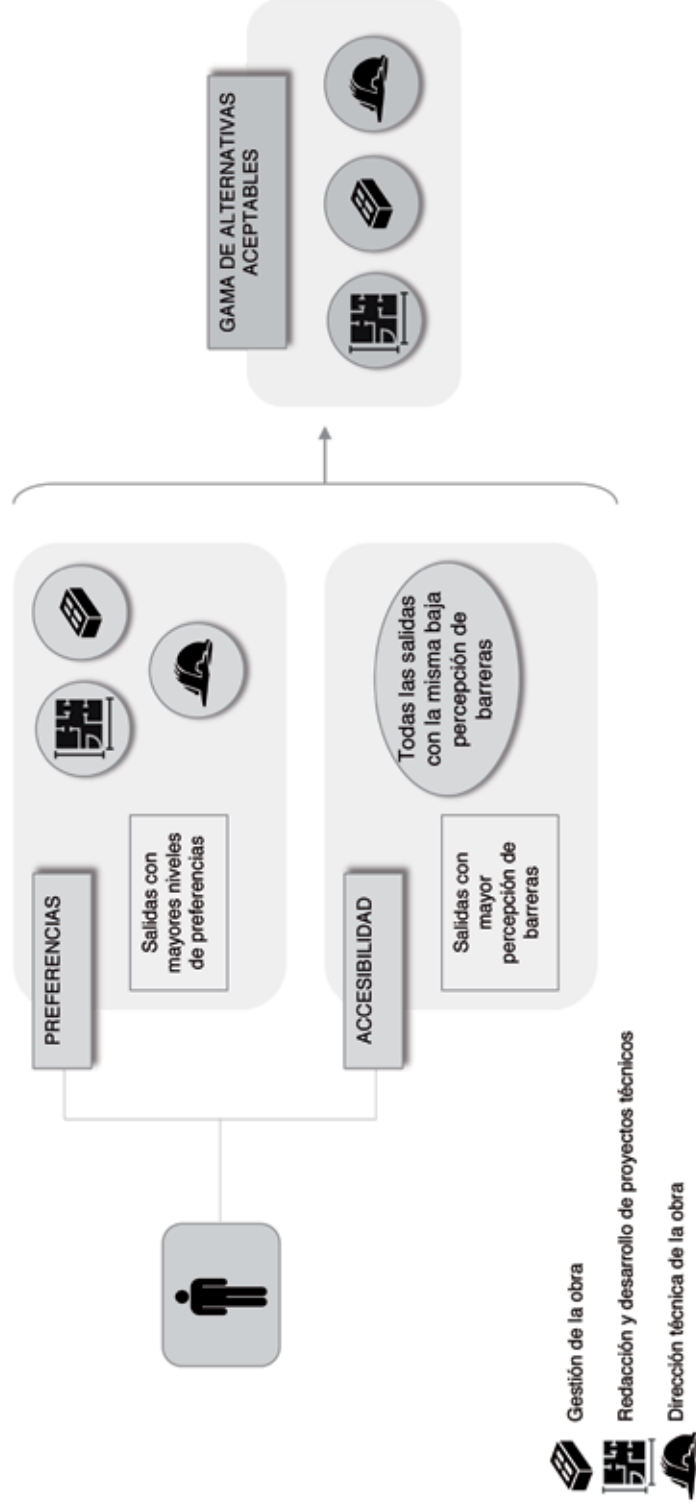 PREFERENCIAS
Salidas con
mayores niveles
de preferencias
ACCESIBILIDAD
Salidas con
mayor
percepción de
barreras
Todas las salidas
con la misma baja
percepción de
barreras
GAMA DE ALTERNATIVAS
ACEPTABLES
Gestión de la obra
Redacción y desarrollo de proyectos técnicos
Dirección técnica de la obra